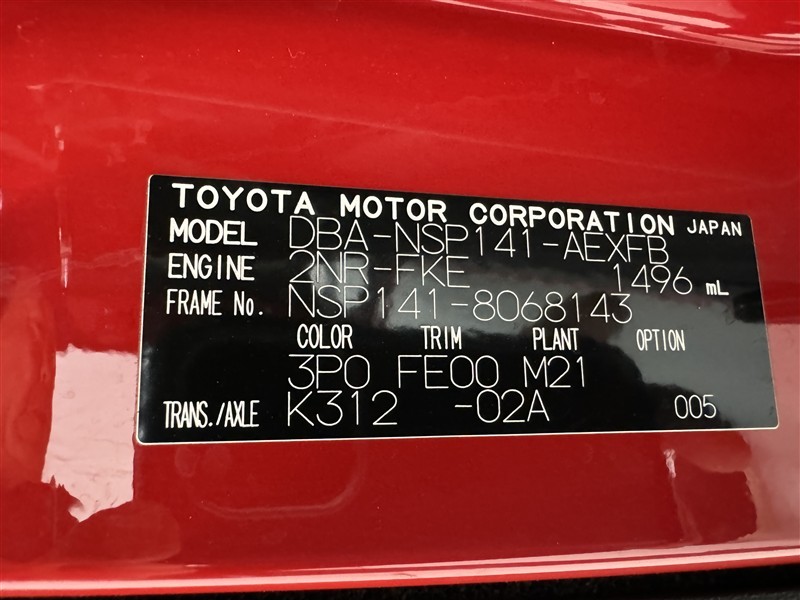 TOYOTA MOTOR CORPORATION JAPAN
MODEL DBA-NSP141-AEXFB
ENGINE 2NR-FKE 1496 mL
FRAME No. NSP141-8068143
COLOR TRIM PLANT OPTION
3P0 FE00 M21
TRANS./AXLE K312 -02A 005